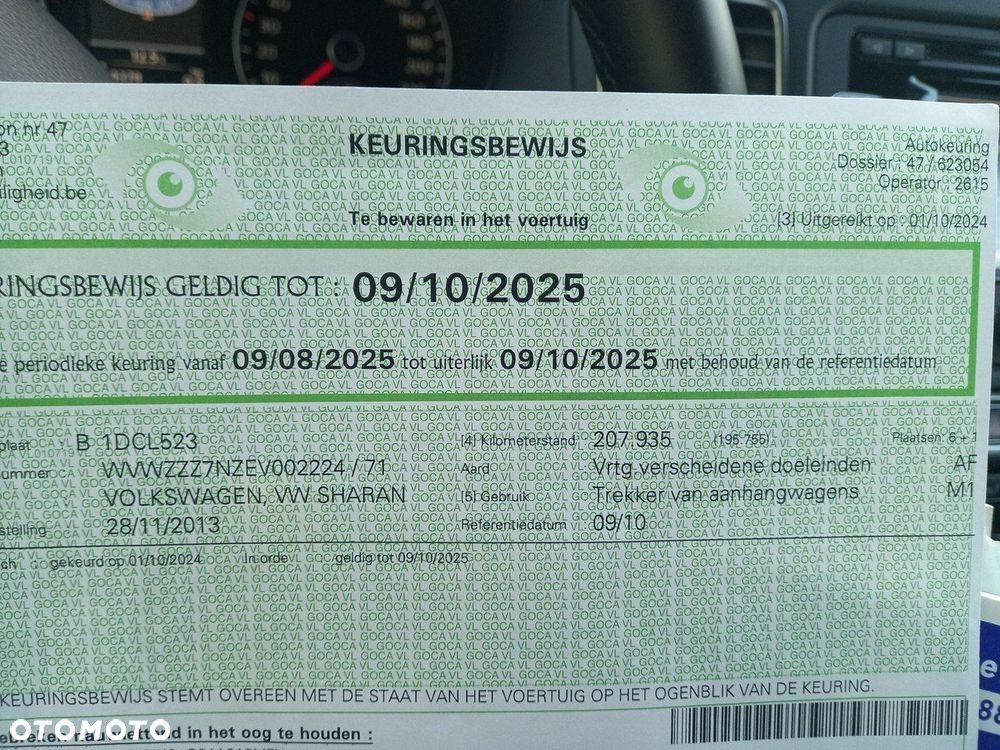 on nr 47
KEURINGSBEWIJS
Autokeuring
3
Dossier : 47 / 623054
Operator : 2615
iligheid.be
Te bewaren in het voertuig
[3] Uitgereikt op : 01/10/2024
RINGSBEWIJS GELDIG TOT : 09/10/2025
e periodieke keuring vanaf 09/08/2025 tot uiterlijk 09/10/2025 met behoud van de referentiedatum
plaat : B 1DCL523 [4] Kilometerstand : 207.935 (195.755) Plaatsen: 6 + 1
nummer WVWZZZ7NZEV002224 / 71 Aard : Vrtg.verscheidene doeleinden AF
VOLKSWAGEN, VW SHARAN [5] Gebruik : Trekker van aanhangwagens M1
stelling 28/11/2013 Referentiedatum : 09/10
ch : gekeurd op 01/10/2024 In orde geldig tot 09/10/2025
KEURINGSBEWIJS STEMT OVEREEN MET DE STAAT VAN HET VOERTUIG OP HET OGENBLIK VAN DE KEURING.
OTOMOTO
in het oog te houden :